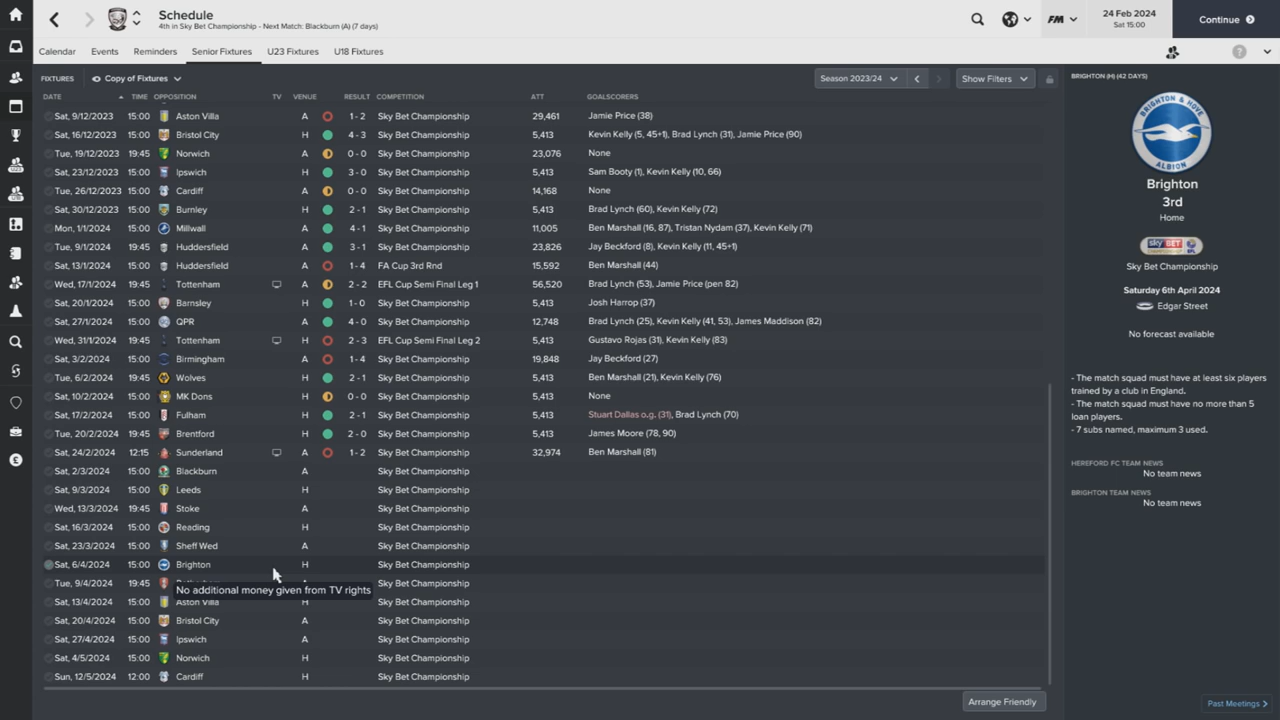 Schedule
4th in Sky Bet Championship - Next Match: Blackburn (A) (7 days)
FM
24 Feb 2024
Sat 15:00
Continue
Calendar Events Reminders Senior Fixtures U23 Fixtures U18 Fixtures
FIXTURES Copy of Fixtures Season 2023/24 Show Filters
DATE TIME OPPOSITION TV VENUE RESULT COMPETITION ATT GOALSCORERS
Sat, 9/12/2023 15:00 Aston Villa A 1 - 2 Sky Bet Championship 29,461 Jamie Price (38)
Sat, 16/12/2023 15:00 Bristol City H 4 - 3 Sky Bet Championship 5,413 Kevin Kelly (5, 45+1), Brad Lynch (31), Jamie Price (90)
Tue, 19/12/2023 19:45 Norwich A 0 - 0 Sky Bet Championship 23,076 None
Sat, 23/12/2023 15:00 Ipswich H 3 - 0 Sky Bet Championship 5,413 Sam Booty (1), Kevin Kelly (10, 66)
Tue, 26/12/2023 15:00 Cardiff A 0 - 0 Sky Bet Championship 14,168 None
Sat, 30/12/2023 15:00 Burnley H 2 - 1 Sky Bet Championship 5,413 Brad Lynch (60), Kevin Kelly (72)
Mon, 1/1/2024 15:00 Millwall A 4 - 1 Sky Bet Championship 11,005 Ben Marshall (16, 87), Tristan Nydam (37), Kevin Kelly (71)
Tue, 9/1/2024 19:45 Huddersfield A 3 - 1 Sky Bet Championship 23,826 Jay Beckford (8), Kevin Kelly (11, 45+1)
Sat, 13/1/2024 15:00 Huddersfield A 1 - 4 FA Cup 3rd Rnd 15,592 Ben Marshall (44)
Wed, 17/1/2024 19:45 Tottenham A 2 - 2 EFL Cup Semi Final Leg 1 56,520 Brad Lynch (53), Jamie Price (pen 82)
Sat, 20/1/2024 15:00 Barnsley H 1 - 0 Sky Bet Championship 5,413 Josh Harrop (37)
Sat, 27/1/2024 15:00 QPR A 4 - 0 Sky Bet Championship 12,748 Brad Lynch (25), Kevin Kelly (41, 53), James Maddison (82)
Wed, 31/1/2024 19:45 Tottenham H 2 - 3 EFL Cup Semi Final Leg 2 5,413 Gustavo Rojas (31), Kevin Kelly (83)
Sat, 3/2/2024 15:00 Birmingham A 1 - 4 Sky Bet Championship 19,848 Jay Beckford (27)
Tue, 6/2/2024 19:45 Wolves H 2 - 1 Sky Bet Championship 5,413 Ben Marshall (21), Kevin Kelly (76)
Sat, 10/2/2024 15:00 MK Dons H 0 - 0 Sky Bet Championship 5,413 None
Sat, 17/2/2024 15:00 Fulham H 2 - 1 Sky Bet Championship 5,413 Stuart Dallas o.g. (31), Brad Lynch (70)
Tue, 20/2/2024 19:45 Brentford H 2 - 0 Sky Bet Championship 5,413 James Moore (78, 90)
Sat, 24/2/2024 12:15 Sunderland A 1 - 2 Sky Bet Championship 32,974 Ben Marshall (81)
Sat, 2/3/2024 15:00 Blackburn A Sky Bet Championship
Sat, 9/3/2024 15:00 Leeds H Sky Bet Championship
Wed, 13/3/2024 19:45 Stoke A Sky Bet Championship
Sat, 16/3/2024 15:00 Reading H Sky Bet Championship
Sat, 23/3/2024 15:00 Sheff Wed A Sky Bet Championship
Sat, 6/4/2024 15:00 Brighton H Sky Bet Championship
Tue, 9/4/2024 19:45 Sky Bet Championship
No additional money given from TV rights
Sat, 13/4/2024 15:00 Aston Villa H Sky Bet Championship
Sat, 20/4/2024 15:00 Bristol City A Sky Bet Championship
Sat, 27/4/2024 15:00 Ipswich A Sky Bet Championship
Sat, 4/5/2024 15:00 Norwich H Sky Bet Championship
Sun, 12/5/2024 12:00 Cardiff H Sky Bet Championship
Arrange Friendly
BRIGHTON (H) (42 DAYS)
BRIGHTON & HOVE
ALBION
Brighton
3rd
Home
sky BET EFL
Sky Bet Championship
Saturday 6th April 2024
Edgar Street
No forecast available
- The match squad must have at least six players
trained by a club in England.
- The match squad must have no more than 5
loan players.
- 7 subs named, maximum 3 used.
HEREFORD FC TEAM NEWS
No team news
BRIGHTON TEAM NEWS
No team news
Past Meetings